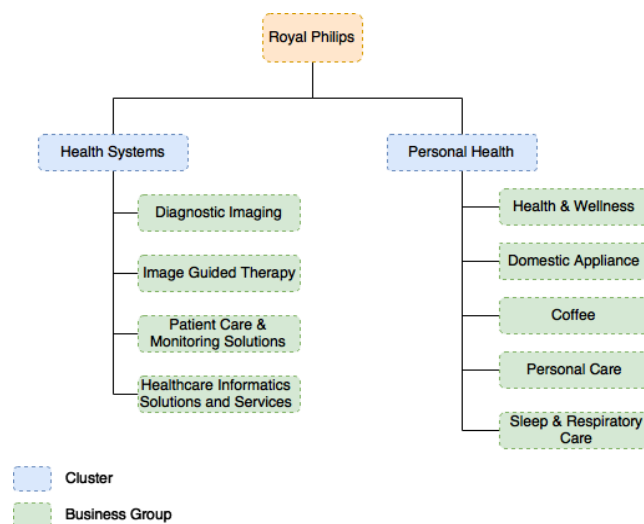 Royal Philips
Health Systems
Personal Health
Diagnostic Imaging
Image Guided Therapy
Patient Care &
Monitoring Solutions
Healthcare Informatics
Solutions and Services
Health & Wellness
Domestic Appliance
Coffee
Personal Care
Sleep & Respiratory
Care
Cluster
Business Group